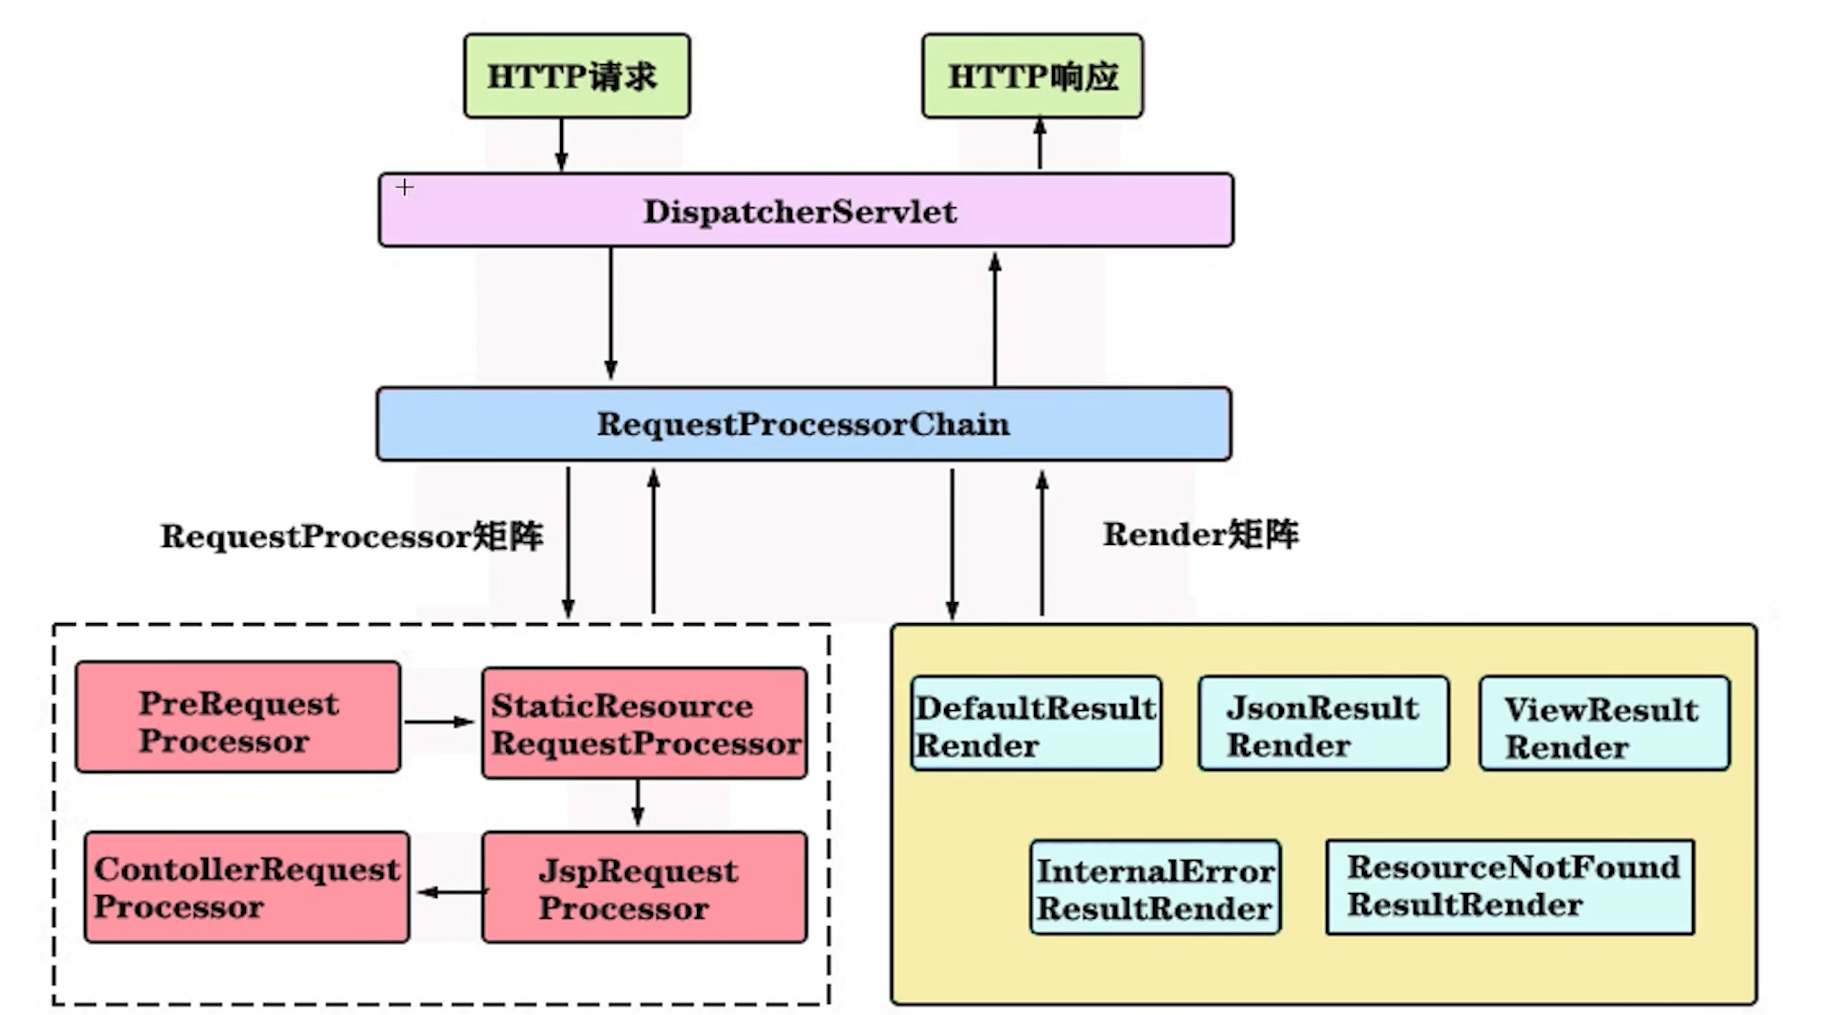 HTTP请求
HTTP响应
DispatcherServlet
RequestProcessorChain
RequestProcessor矩阵
Render矩阵
PreRequest
Processor
StaticResource
RequestProcessor
ContollerRequest
Processor
JspRequest
Processor
DefaultResult
Render
JsonResult
Render
ViewResult
Render
InternalError
ResultRender
ResourceNotFound
ResultRender